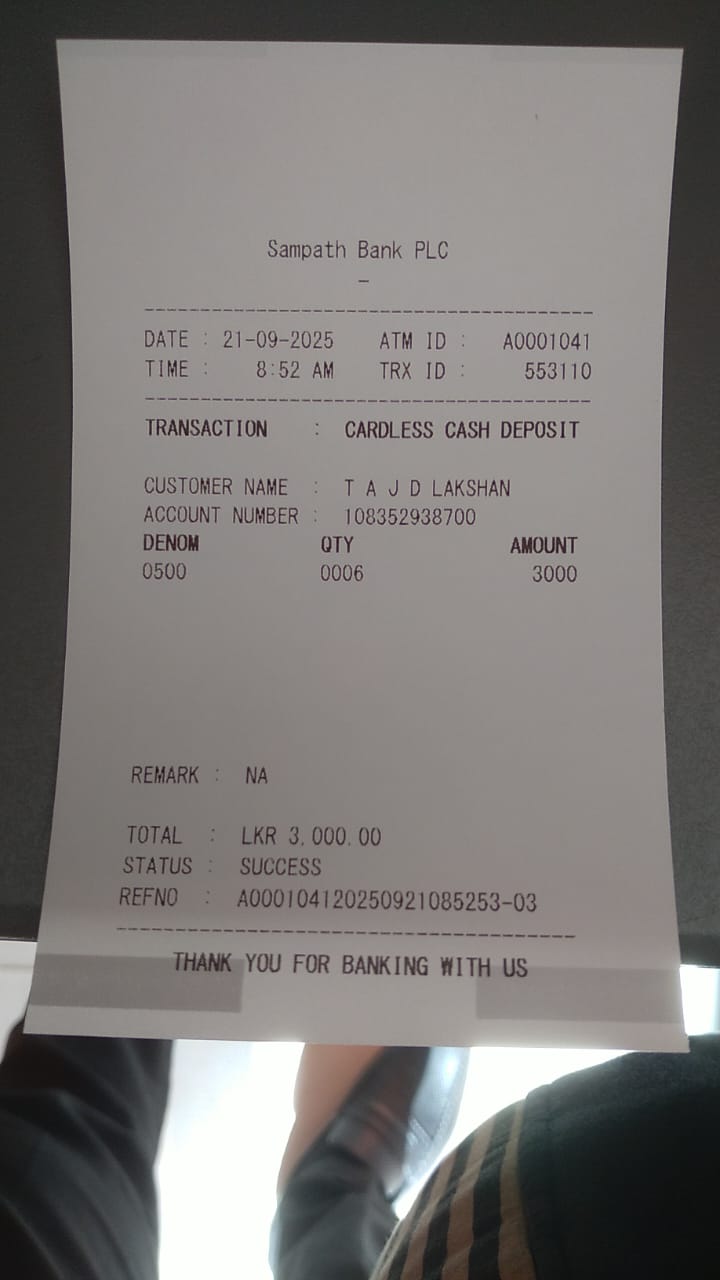 Sampath Bank PLC
-
DATE : 21-09-2025 ATM ID : A0001041
TIME : 8:52 AM TRX ID : 553110
TRANSACTION : CARDLESS CASH DEPOSIT
CUSTOMER NAME : T A J D LAKSHAN
ACCOUNT NUMBER : 108352938700
DENOM QTY AMOUNT
0500 0006 3000
REMARK : NA
TOTAL : LKR 3,000.00
STATUS : SUCCESS
REFNO : A000104120250921085253-03
THANK YOU FOR BANKING WITH US